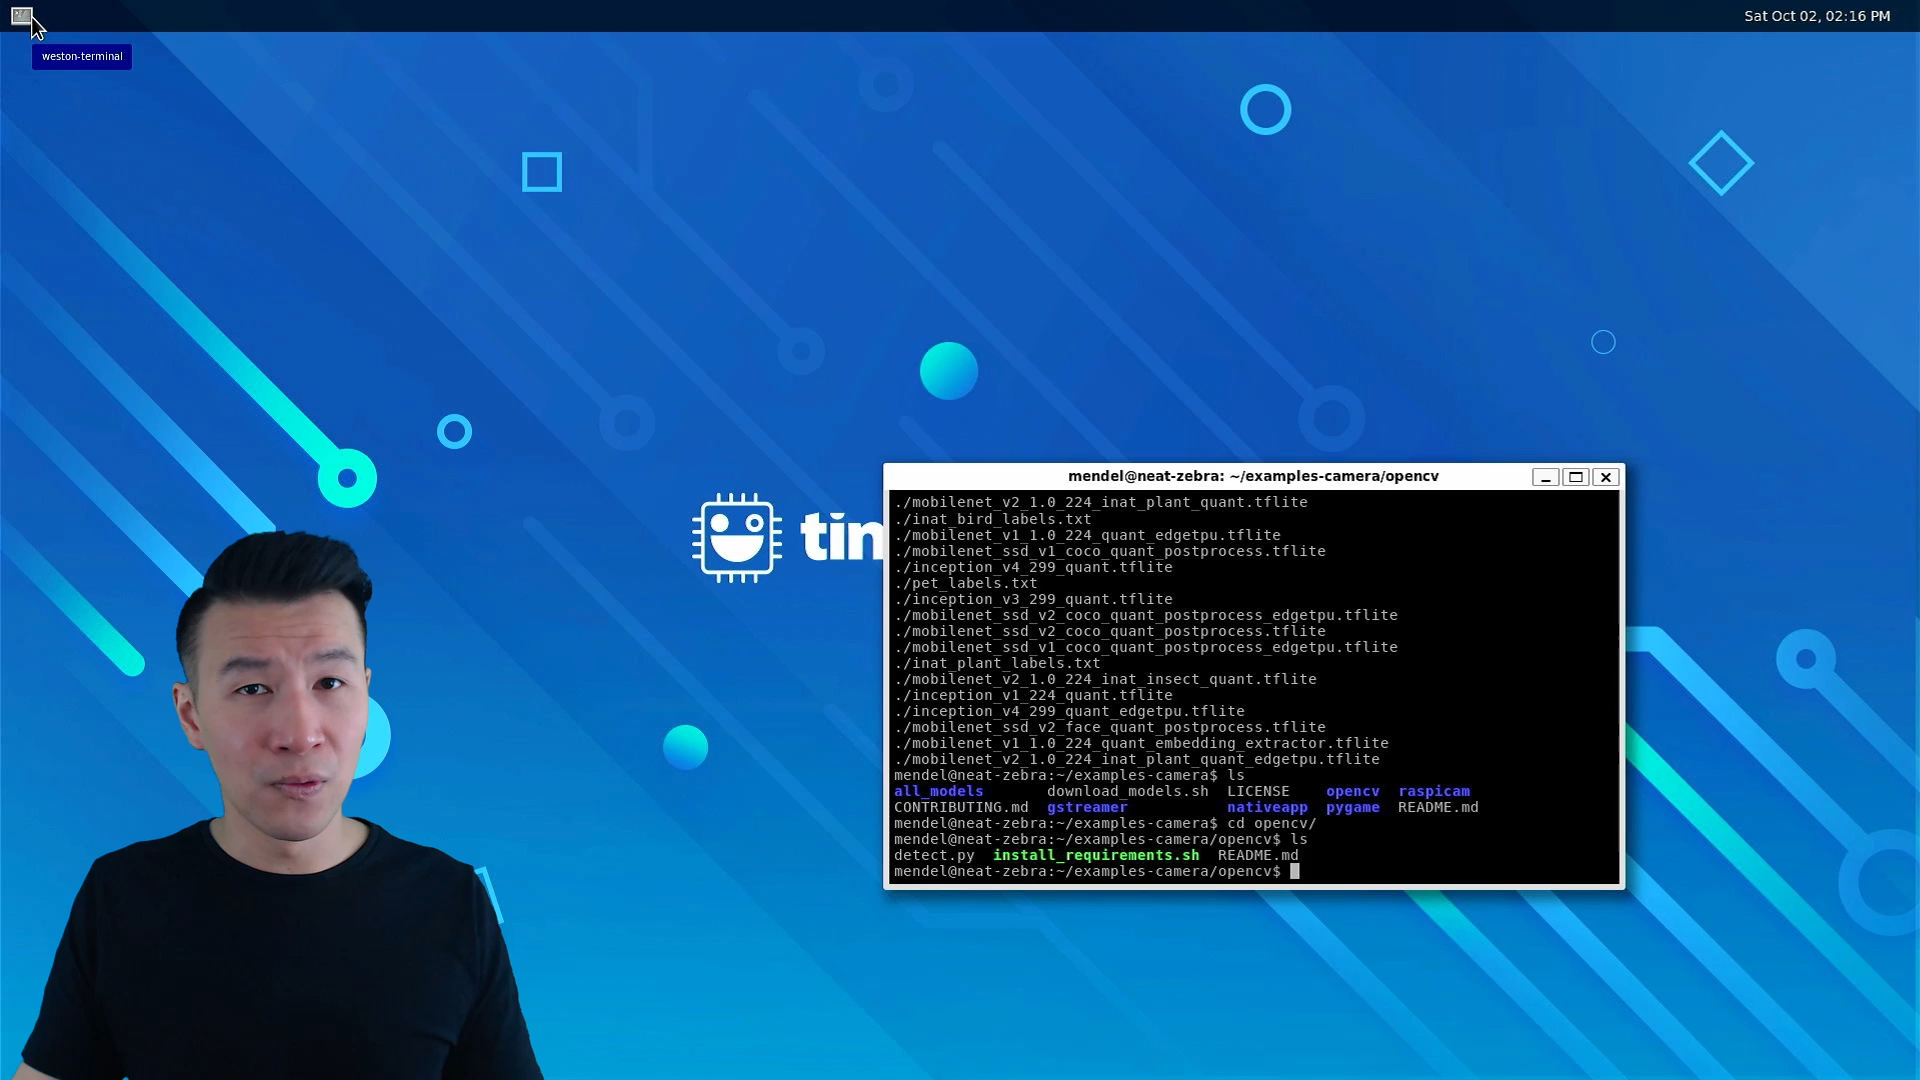 Sat Oct 02, 02:16 PM
weston-terminal
tin
mendel@neat-zebra: ~/examples-camera/opencv
./mobilenet_v2_1.0_224_inat_plant_quant.tflite
./inat_bird_labels.txt
./mobilenet_v1_1.0_224_quant_edgetpu.tflite
./mobilenet_ssd_v1_coco_quant_postprocess.tflite
./inception_v4_299_quant.tflite
./pet_labels.txt
./inception_v3_299_quant.tflite
./mobilenet_ssd_v2_coco_quant_postprocess_edgetpu.tflite
./mobilenet_ssd_v2_coco_quant_postprocess.tflite
./mobilenet_ssd_v1_coco_quant_postprocess_edgetpu.tflite
./inat_plant_labels.txt
./mobilenet_v2_1.0_224_inat_insect_quant.tflite
./inception_v1_224_quant.tflite
./inception_v4_299_quant_edgetpu.tflite
./mobilenet_ssd_v2_face_quant_postprocess.tflite
./mobilenet_v1_1.0_224_quant_embedding_extractor.tflite
./mobilenet_v2_1.0_224_inat_plant_quant_edgetpu.tflite
mendel@neat-zebra:~/examples-camera$ ls
all_models download_models.sh LICENSE opencv raspicam
CONTRIBUTING.md gstreamer nativeapp pygame README.md
mendel@neat-zebra:~/examples-camera$ cd opencv/
mendel@neat-zebra:~/examples-camera/opencv$ ls
detect.py install_requirements.sh README.md
mendel@neat-zebra:~/examples-camera/opencv$